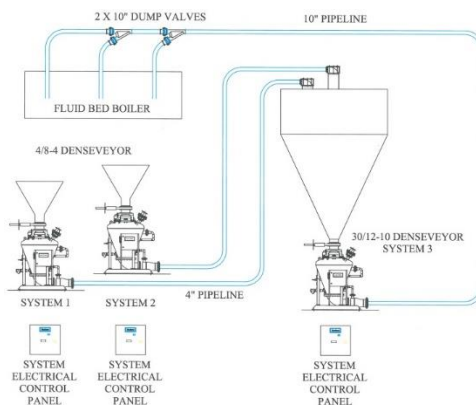 2 X 10" DUMP VALVES
10" PIPELINE
FLUID BED BOILER
4/8-4 DENSEVEYOR
30/12-10 DENSEVEYOR
SYSTEM 3
SYSTEM 1
SYSTEM 2
4" PIPELINE
SYSTEM
ELECTRICAL
CONTROL
PANEL
SYSTEM
ELECTRICAL
CONTROL
PANEL
SYSTEM
ELECTRICAL
CONTROL
PANEL